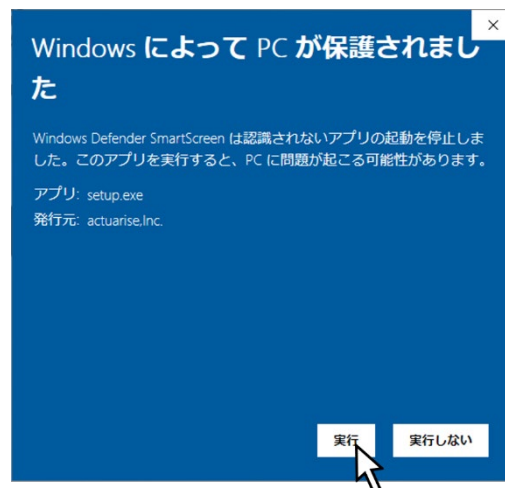 Windows によって PC が保護されまし
た
Windows Defender SmartScreen は認識されないアプリの起動を停止しま
した。このアプリを実行すると、PC に問題が起こる可能性があります。
アプリ: setup.exe
発行元: actuarise,Inc.
実行 実行しない